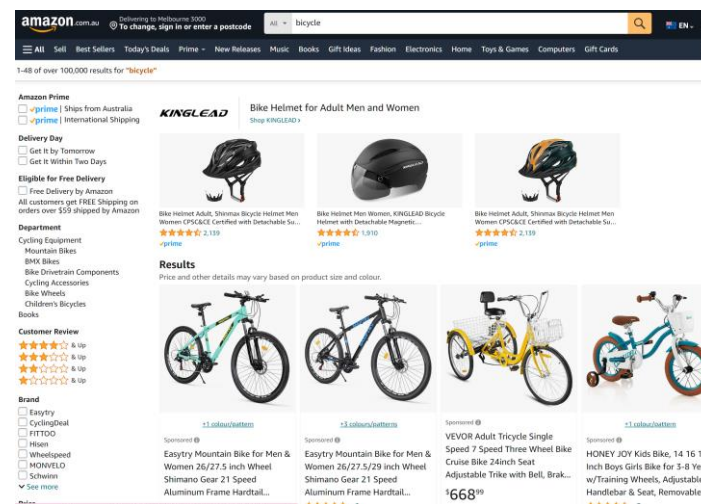 amazon.com.au
Delivering to Melbourne 3000
To change, sign in or enter a postcode
All
bicycle
EN
All Sell Best Sellers Today's Deals Prime New Releases Music Books Gift Ideas Fashion Electronics Home Toys & Games Computers Gift Cards
1-48 of over 100,000 results for "bicycle"
Amazon Prime
prime | Ships from Australia
prime | International Shipping
Delivery Day
Get It by Tomorrow
Get It Within Two Days
Eligible for Free Delivery
Free Delivery by Amazon
All customers get FREE Shipping on
orders over $59 shipped by Amazon
Department
Cycling Equipment
Mountain Bikes
BMX Bikes
Bike Drivetrain Components
Cycling Accessories
Bike Wheels
Children's Bicycles
Books
Customer Review
& Up
& Up
& Up
& Up
Brand
Easytry
CyclingDeal
FITTOO
Hisen
Wheelspeed
MONVELO
Schwinn
See more
KINGLEAD
Bike Helmet for Adult Men and Women
Shop KINGLEAD ›
Bike Helmet Adult, Shinmax Bicycle Helmet Men
Women CPSC&CE Certified with Detachable Su...
2,139
prime
Bike Helmet Men Women, KINGLEAD Bicycle
Helmet with Detachable Magnetic...
1,910
prime
Bike Helmet Adult, Shinmax Bicycle Helmet Men
Women CPSC&CE Certified with Detachable Su...
2,139
prime
Results
Price and other details may vary based on product size and colour.
+1 colour/pattern
Sponsored
Easytry Mountain Bike for Men &
Women 26/27.5 inch Wheel
Shimano Gear 21 Speed
Aluminum Frame Hardtail...
+3 colours/patterns
Sponsored
Easytry Mountain Bike for Men &
Women 26/27.5/29 inch Wheel
Shimano Gear 21 Speed
Aluminum Frame Hardtail...
Sponsored
VEVOR Adult Tricycle Single
Speed 7 Speed Three Wheel Bike
Cruise Bike 24inch Seat
Adjustable Trike with Bell, Brak...
$668.99
+1 colour/pattern
Sponsored
HONEY JOY Kids Bike, 14 16 1
Inch Boys Girls Bike for 3-8 Ye
w/Training Wheels, Adjustable
Handlebar & Seat, Removable